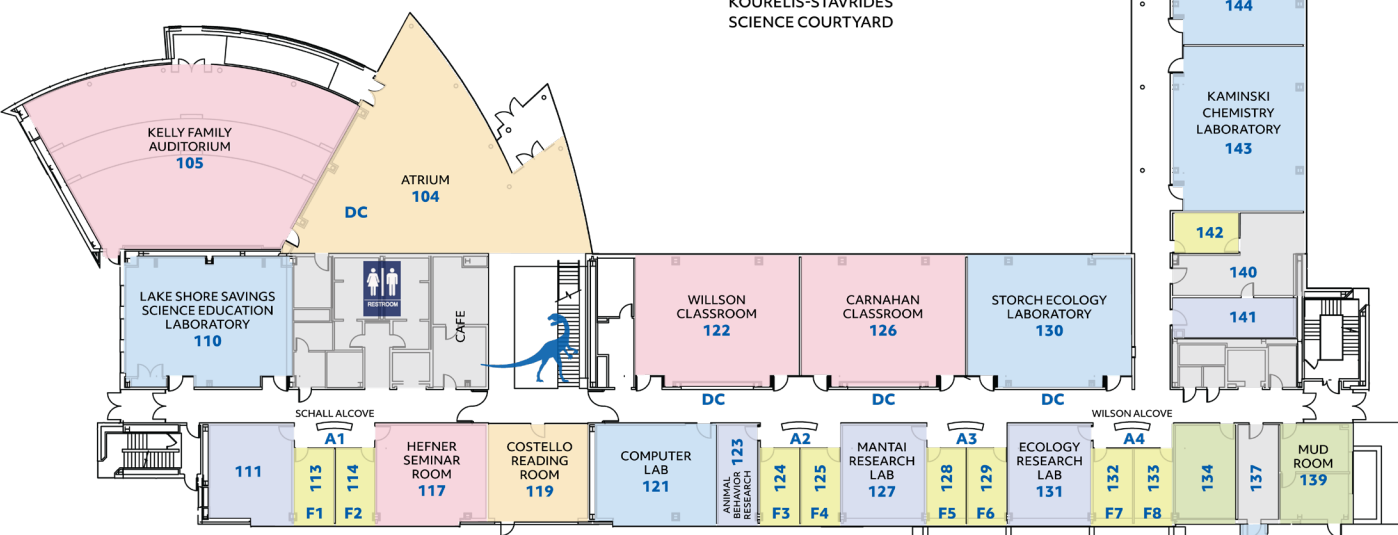 KOURELIS-STAVRIDES
SCIENCE COURTYARD
144
KAMINSKI
CHEMISTRY
LABORATORY
143
KELLY FAMILY
AUDITORIUM
105
ATRIUM
104
DC
142
140
141
LAKE SHORE SAVINGS
SCIENCE EDUCATION
LABORATORY
110
RESTROOM
CAFE
WILLSON
CLASSROOM
122
CARNAHAN
CLASSROOM
126
STORCH ECOLOGY
LABORATORY
130
DC
DC
DC
SCHALL ALCOVE
WILSON ALCOVE
A1
A2
A3
A4
111
113
F1
114
F2
HEFNER
SEMINAR
ROOM
117
COSTELLO
READING
ROOM
119
COMPUTER
LAB
121
ANIMAL
BEHAVIOR
RESEARCH
123
124
F3
125
F4
MANTAI
RESEARCH
LAB
127
128
F5
129
F6
ECOLOGY
RESEARCH
LAB
131
132
F7
133
F8
134
137
MUD
ROOM
139